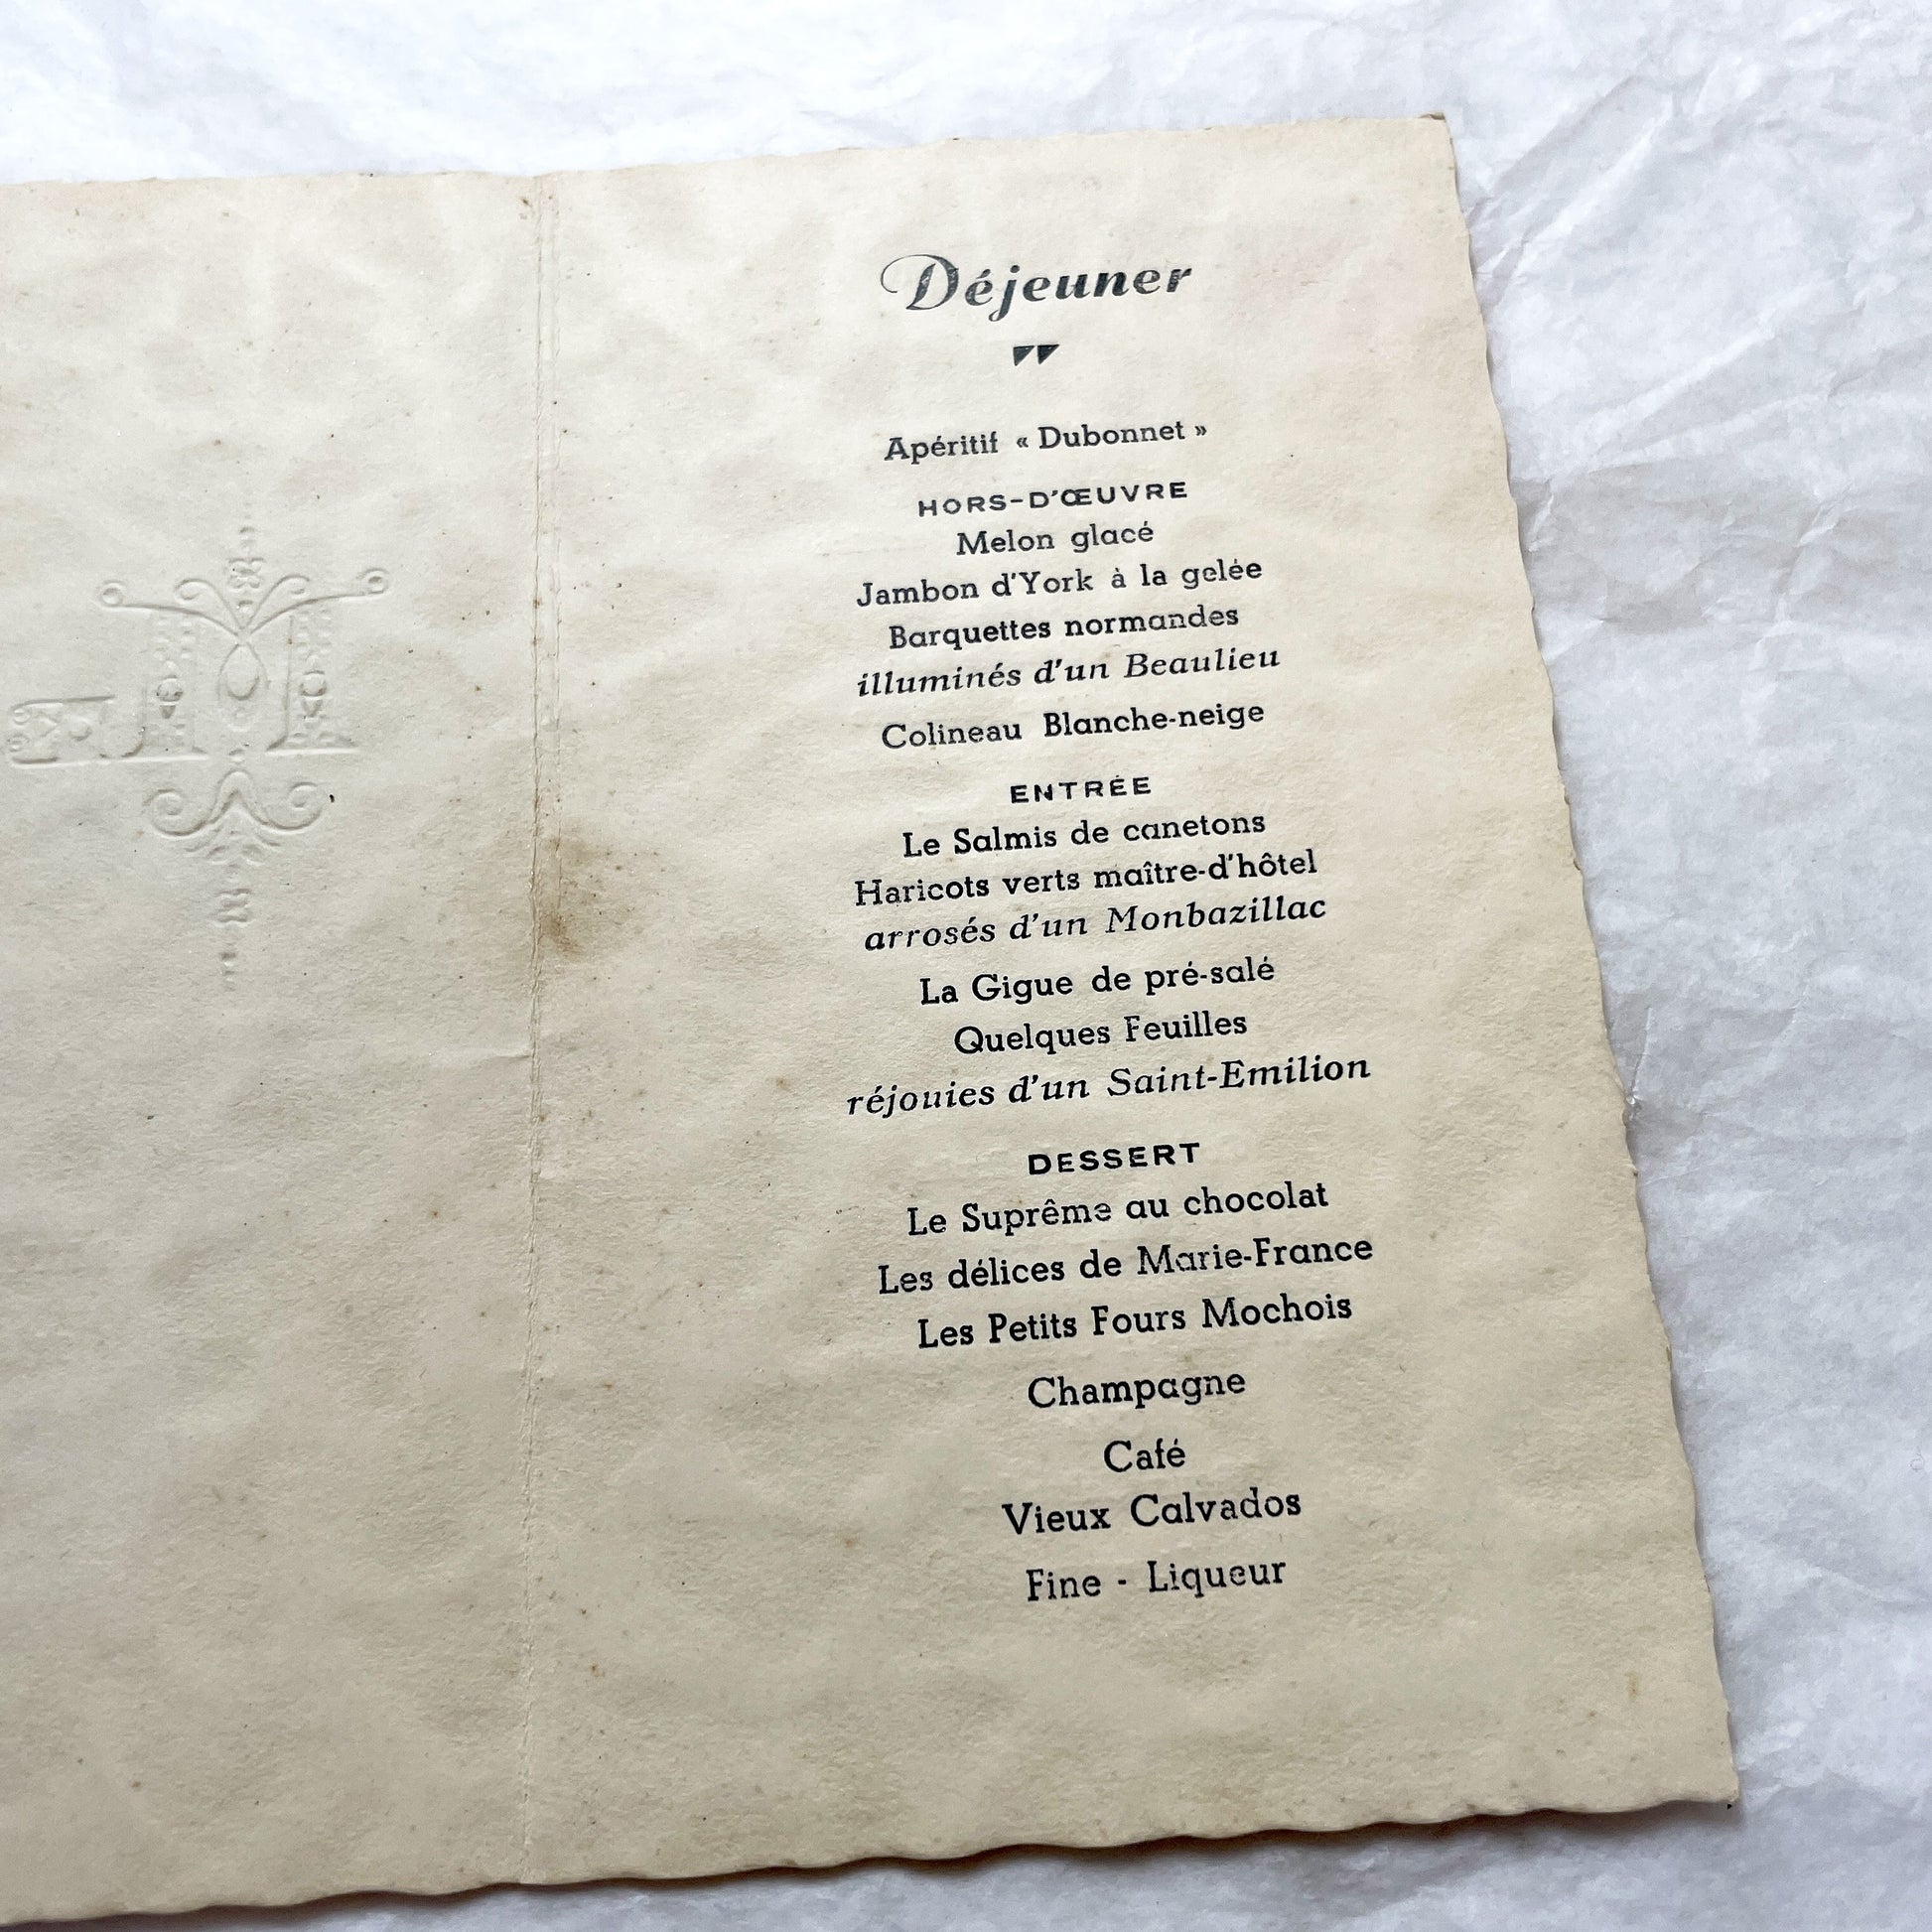 Déjeuner
Apéritif « Dubonnet »
HORS-D'ŒUVRE
Melon glacé
Jambon d'York à la gelée
Barquettes normandes
illuminés d'un Beaulieu
Colineau Blanche-neige
ENTRÉE
Le Salmis de canetons
Haricots verts maître-d'hôtel
arrosés d'un Monbazillac
La Gigue de pré-salé
Quelques Feuilles
réjouies d'un Saint-Emilion
DESSERT
Le Suprême au chocolat
Les délices de Marie-France
Les Petits Fours Mochois
Champagne
Café
Vieux Calvados
Fine - Liqueur